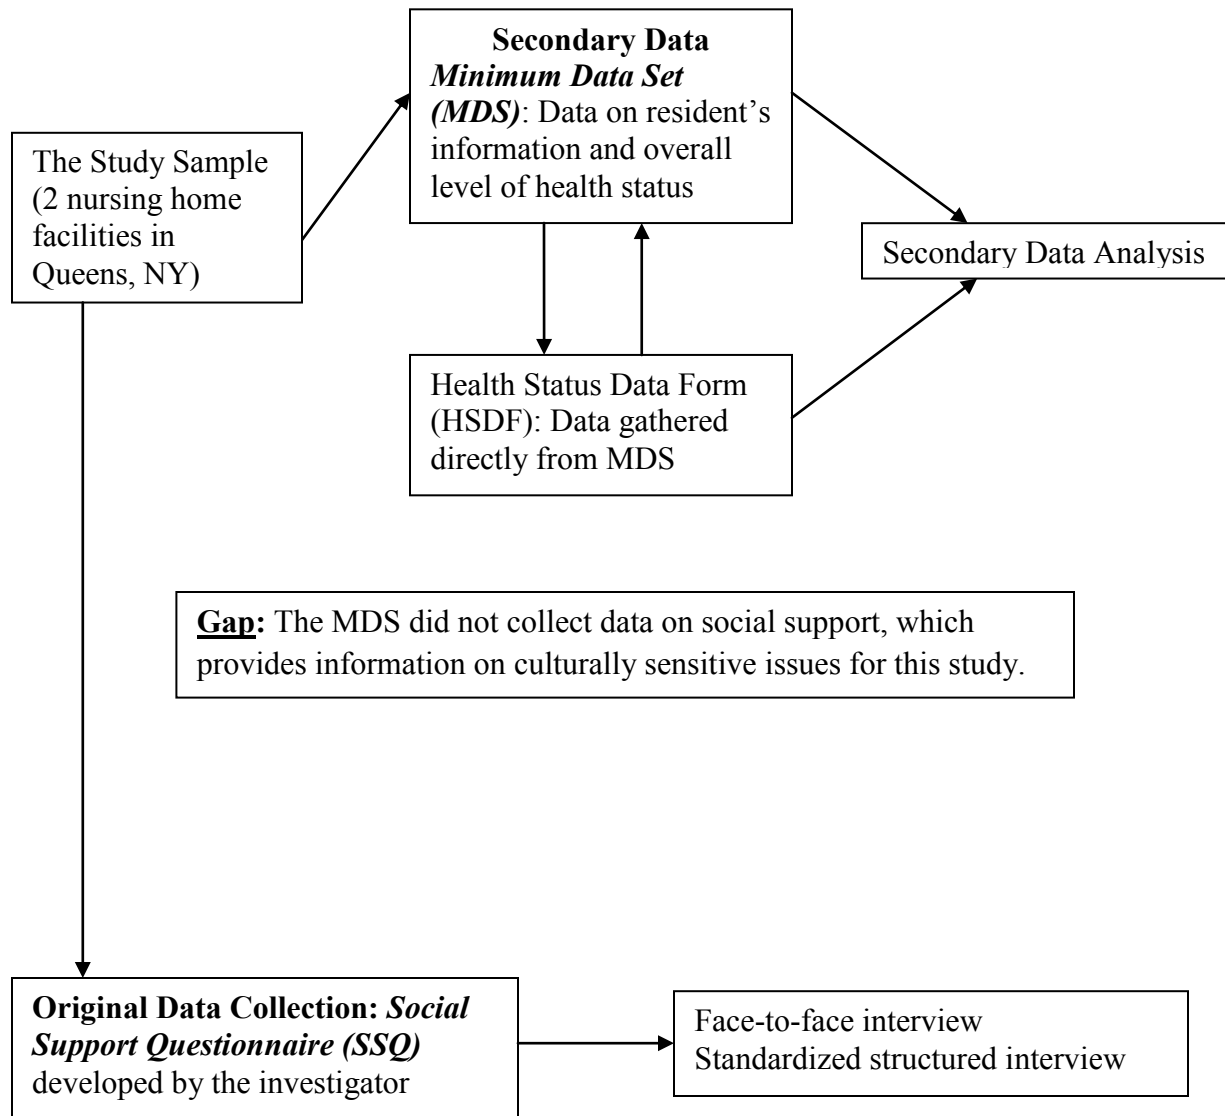 Secondary Data
Minimum Data Set
(MDS): Data on resident’s
information and overall
level of health status
The Study Sample
(2 nursing home
facilities in
Queens, NY)
Secondary Data Analysis
Health Status Data Form
(HSDF): Data gathered
directly from MDS
Gap: The MDS did not collect data on social support, which
provides information on culturally sensitive issues for this study.
Original Data Collection: Social
Support Questionnaire (SSQ)
developed by the investigator
Face-to-face interview
Standardized structured interview